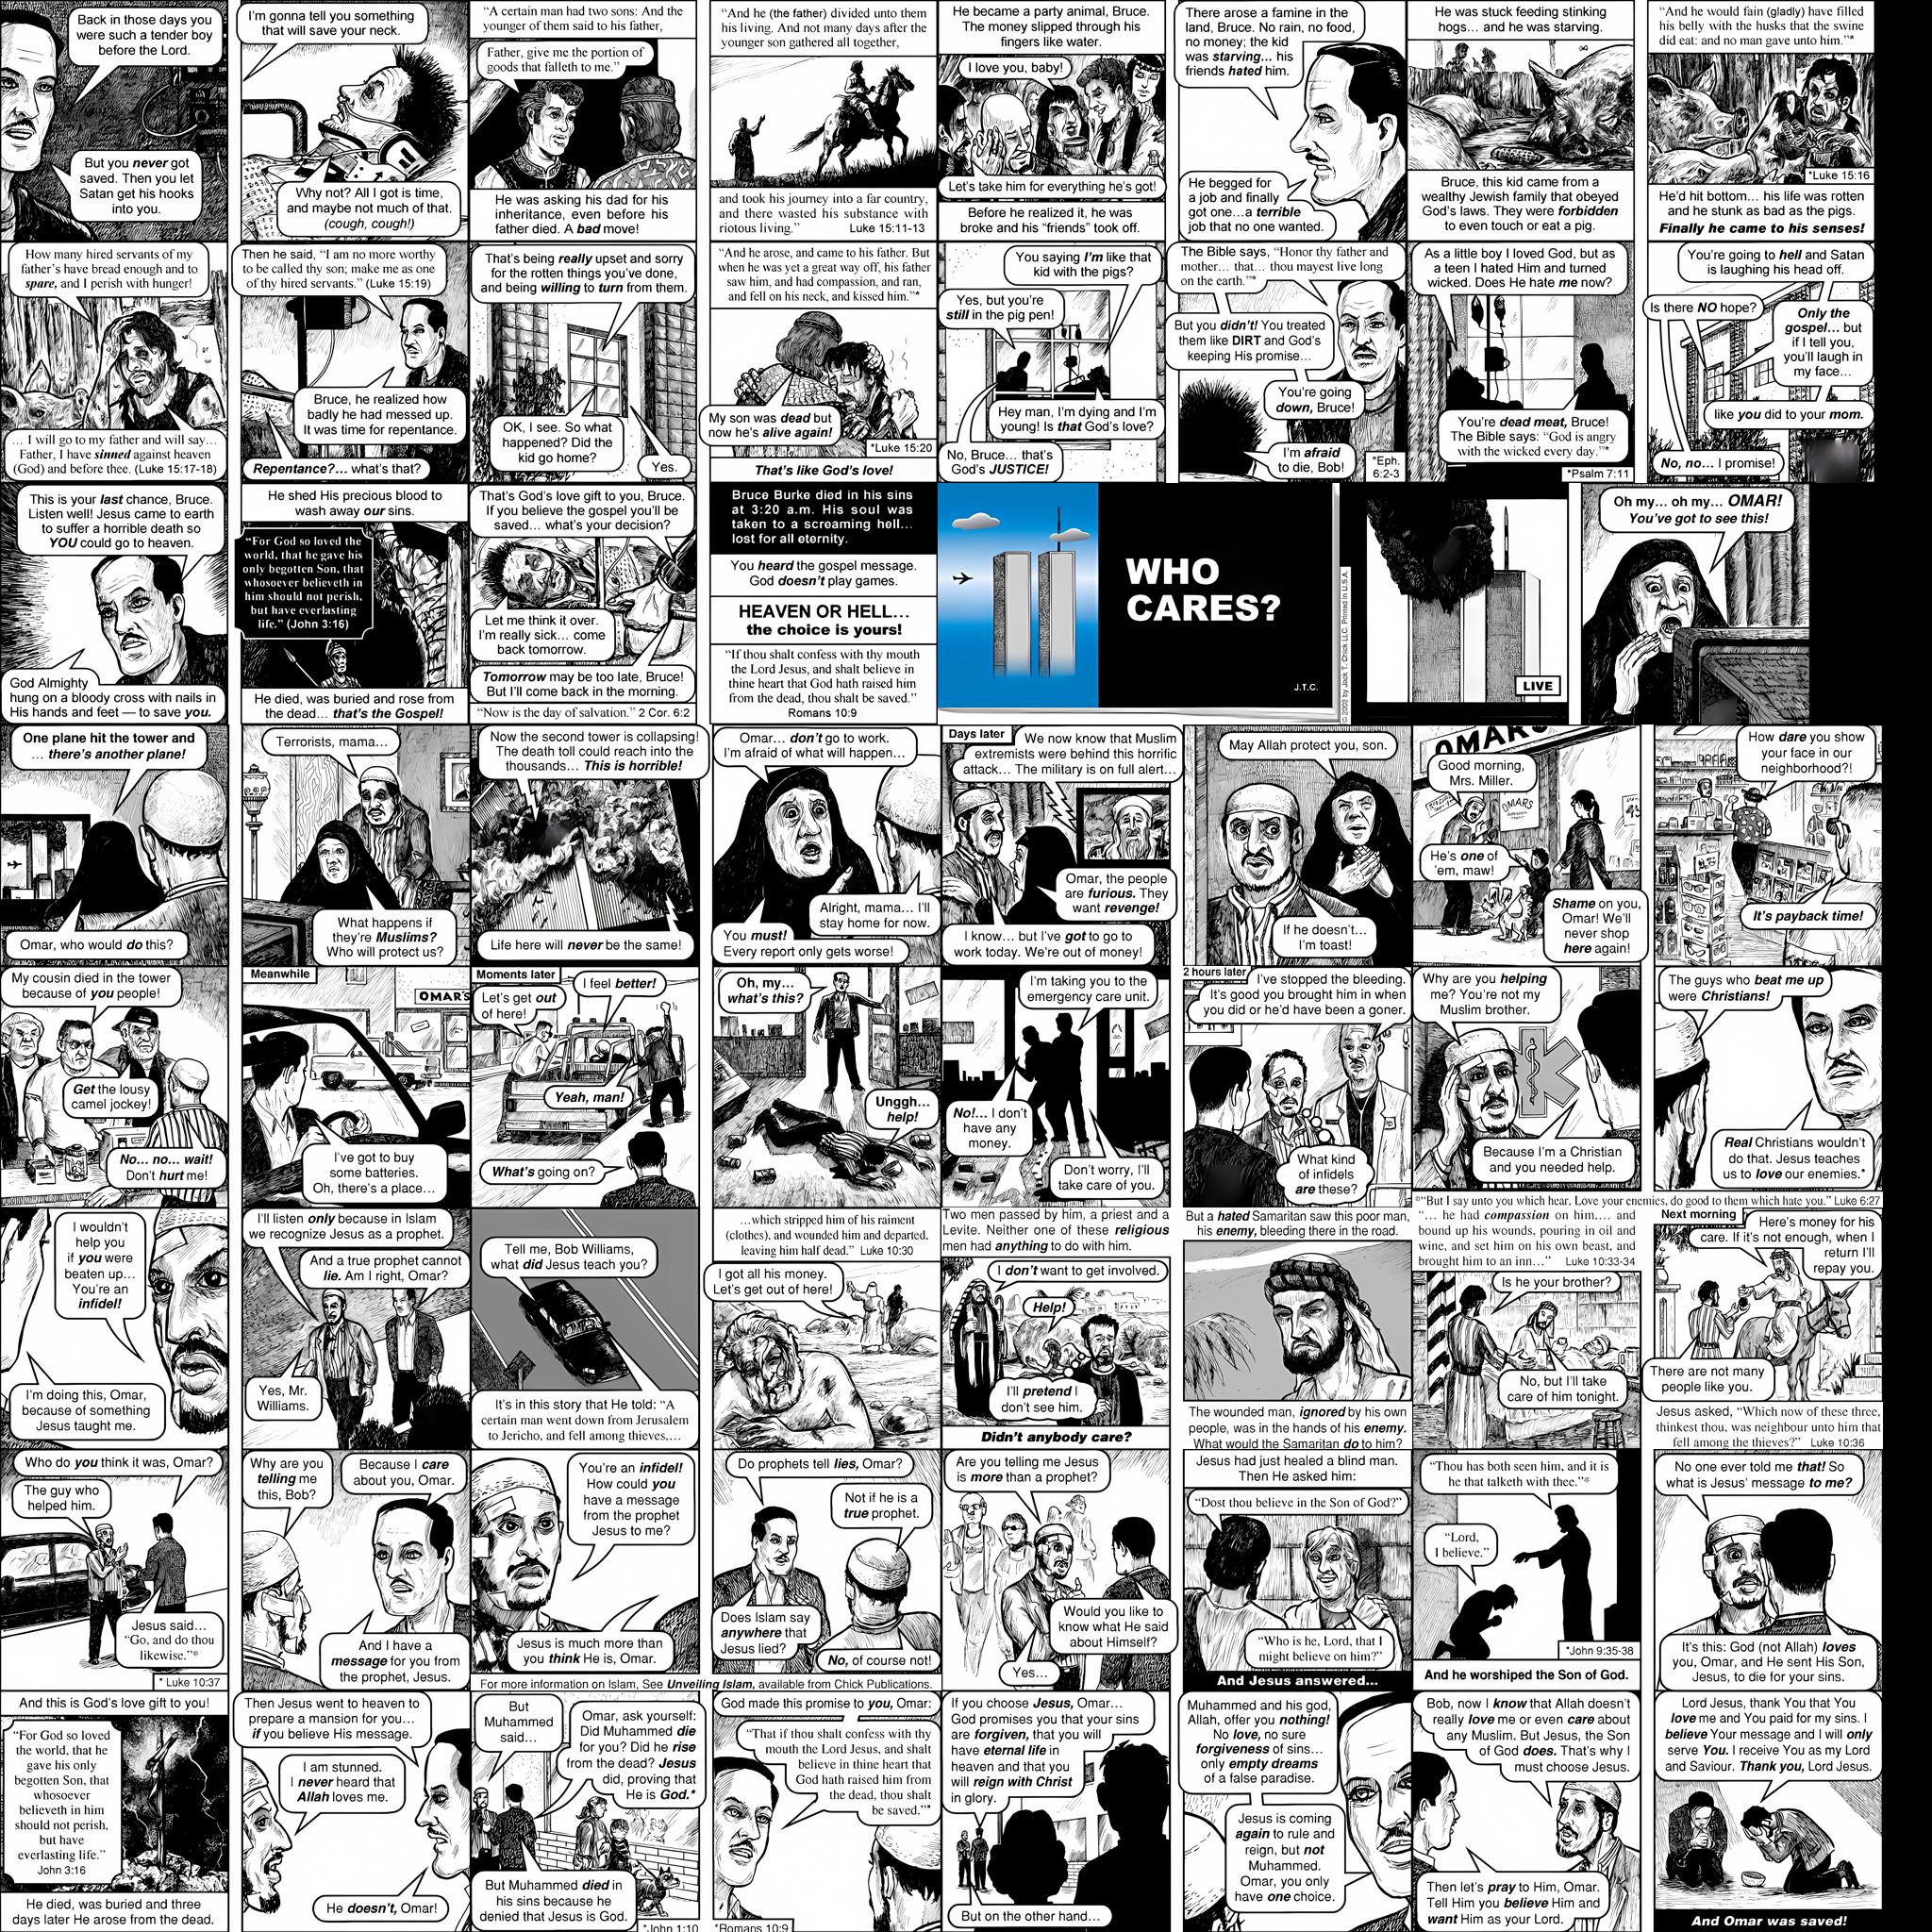 Back in those days you
were such a tender boy
before the Lord.
But you never got
saved. Then you let
Satan get his hooks
into you.
I'm gonna tell you something
that will save your neck.
Why not? All I got is time,
and maybe not much of that.
(cough, cough!)
"A certain man had two sons: And the
younger of them said to his father,
Father, give me the portion of
goods that falleth to me."
He was asking his dad for his
inheritance, even before his
father died. A bad move!
"And he (the father) divided unto them
his living. And not many days after the
younger son gathered all together,
and took his journey into a far country,
and there wasted his substance with
riotous living." Luke 15:11-13
He became a party animal, Bruce.
The money slipped through his
fingers like water.
I love you, baby!
Let's take him for everything he's got!
Before he realized it, he was
broke and his "friends" took off.
There arose a famine in the
land, Bruce. No rain, no food,
no money; the kid
was starving... his
friends hated him.
He begged for
a job and finally
got one...a terrible
job that no one wanted.
He was stuck feeding stinking
hogs... and he was starving.
Bruce, this kid came from a
wealthy Jewish family that obeyed
God's laws. They were forbidden
to even touch or eat a pig.
"And he would fain (gladly) have filled
his belly with the husks that the swine
did eat: and no man gave unto him."*
*Luke 15:16
He'd hit bottom... his life was rotten
and he stunk as bad as the pigs.
Finally he came to his senses!
How many hired servants of my
father's have bread enough and to
spare, and I perish with hunger!
... I will go to my father and will say...
Father, I have sinned against heaven
(God) and before thee. (Luke 15:17-18)
Then he said, "I am no more worthy
to be called thy son; make me as one
of thy hired servants." (Luke 15:19)
Bruce, he realized how
badly he had messed up.
It was time for repentance.
Repentance?... what's that?
That's being really upset and sorry
for the rotten things you've done,
and being willing to turn from them.
OK, I see. So what
happened? Did the
kid go home?
Yes.
"And he arose, and came to his father. But
when he was yet a great way off, his father
saw him, and had compassion, and ran,
and fell on his neck, and kissed him."*
My son was dead but
now he's alive again!
*Luke 15:20
That's like God's love!
You saying I'm like that
kid with the pigs?
Yes, but you're
still in the pig pen!
Hey man, I'm dying and I'm
young! Is that God's love?
No, Bruce... that's
God's JUSTICE!
The Bible says, "Honor thy father and
mother... that... thou mayest live long
on the earth."*
But you didn't! You treated
them like DIRT and God's
keeping His promise...
You're going
down, Bruce!
I'm afraid
to die, Bob!
*Eph.
6:2-3
As a little boy I loved God, but as
a teen I hated Him and turned
wicked. Does He hate me now?
You're dead meat, Bruce!
The Bible says: "God is angry
with the wicked every day."*
*Psalm 7:11
You're going to hell and Satan
is laughing his head off.
Is there NO hope?
Only the
gospel... but
if I tell you,
you'll laugh in
my face...
like you did to your mom.
No, no... I promise!
This is your last chance, Bruce.
Listen well! Jesus came to earth
to suffer a horrible death so
YOU could go to heaven.
God Almighty
hung on a bloody cross with nails in
His hands and feet — to save you.
He shed His precious blood to
wash away our sins.
"For God so loved the
world, that he gave his
only begotten Son, that
whosoever believeth in
him should not perish,
but have everlasting
life." (John 3:16)
He died, was buried and rose from
the dead... that's the Gospel!
That's God's love gift to you, Bruce.
If you believe the gospel you'll be
saved... what's your decision?
Let me think it over.
I'm really sick... come
back tomorrow.
Tomorrow may be too late, Bruce!
But I'll come back in the morning.
"Now is the day of salvation." 2 Cor. 6:2
Bruce Burke died in his sins
at 3:20 a.m. His soul was
taken to a screaming hell...
lost for all eternity.
You heard the gospel message.
God doesn't play games.
HEAVEN OR HELL...
the choice is yours!
"If thou shalt confess with thy mouth
the Lord Jesus, and shalt believe in
thine heart that God hath raised him
from the dead, thou shalt be saved."
Romans 10:9
WHO
CARES?
J.T.C.
© 2002 by Jack T. Chick LLC. Printed in U.S.A.
LIVE
Oh my... oh my... OMAR!
You've got to see this!
One plane hit the tower and
... there's another plane!
Omar, who would do this?
Terrorists, mama...
What happens if
they're Muslims?
Who will protect us?
Now the second tower is collapsing!
The death toll could reach into the
thousands... This is horrible!
Life here will never be the same!
Omar... don't go to work.
I'm afraid of what will happen...
Alright, mama... I'll
stay home for now.
You must!
Every report only gets worse!
Days later
We now know that Muslim
extremists were behind this horrific
attack... The military is on full alert...
Omar, the people
are furious. They
want revenge!
I know... but I've got to go to
work today. We're out of money!
May Allah protect you, son.
If he doesn't...
I'm toast!
OMAR'S
Good morning,
Mrs. Miller.
OMARS
He's one of
'em, maw!
Shame on you,
Omar! We'll
never shop
here again!
How dare you show
your face in our
neighborhood?!
It's payback time!
My cousin died in the tower
because of you people!
Get the lousy
camel jockey!
No... no... wait!
Don't hurt me!
Meanwhile
OMAR'S
I've got to buy
some batteries.
Oh, there's a place...
Moments later
I feel better!
Let's get out
of here!
Yeah, man!
What's going on?
Oh, my...
what's this?
Unggh...
help!
I'm taking you to the
emergency care unit.
No!... I don't
have any
money.
Don't worry, I'll
take care of you.
2 hours later
I've stopped the bleeding.
It's good you brought him in when
you did or he'd have been a goner.
What kind
of infidels
are these?
Why are you helping
me? You're not my
Muslim brother.
Because I'm a Christian
and you needed help.
The guys who beat me up
were Christians!
Real Christians wouldn't
do that. Jesus teaches
us to love our enemies.*
*"But I say unto you which hear, Love your enemies, do good to them which hate you." Luke 6:27
I wouldn't
help you
if you were
beaten up...
You're an
infidel!
I'm doing this, Omar,
because of something
Jesus taught me.
I'll listen only because in Islam
we recognize Jesus as a prophet.
And a true prophet cannot
lie. Am I right, Omar?
Yes, Mr.
Williams.
Tell me, Bob Williams,
what did Jesus teach you?
It's in this story that He told: "A
certain man went down from Jerusalem
to Jericho, and fell among thieves,...
...which stripped him of his raiment
(clothes), and wounded him and departed,
leaving him half dead." Luke 10:30
I got all his money.
Let's get out of here!
Two men passed by him, a priest and a
Levite. Neither one of these religious
men had anything to do with him.
I don't want to get involved.
Help!
I'll pretend I
don't see him.
Didn't anybody care?
But a hated Samaritan saw this poor man,
his enemy, bleeding there in the road.
The wounded man, ignored by his own
people, was in the hands of his enemy.
What would the Samaritan do to him?
"... he had compassion on him,... and
bound up his wounds, pouring in oil and
wine, and set him on his own beast, and
brought him to an inn..." Luke 10:33-34
Is he your brother?
No, but I'll take
care of him tonight.
Next morning
Here's money for his
care. If it's not enough, when I
return I'll
repay you.
There are not many
people like you.
Jesus asked, "Which now of these three,
thinkest thou, was neighbour unto him that
fell among the thieves?" Luke 10:36
Who do you think it was, Omar?
The guy who
helped him.
Jesus said...
"Go, and do thou
likewise."*
* Luke 10:37
Why are you
telling me
this, Bob?
Because I care
about you, Omar.
And I have a
message for you from
the prophet, Jesus.
You're an infidel!
How could you
have a message
from the prophet
Jesus to me?
Jesus is much more than
you think He is, Omar.
Do prophets tell lies, Omar?
Not if he is a
true prophet.
Does Islam say
anywhere that
Jesus lied?
No, of course not!
For more information on Islam, See Unveiling Islam, available from Chick Publications.
Are you telling me Jesus
is more than a prophet?
Would you like to
know what He said
about Himself?
Yes...
Jesus had just healed a blind man.
Then He asked him:
"Dost thou believe in the Son of God?"
"Who is he, Lord, that I
might believe on him?"
And Jesus answered...
"Thou has both seen him, and it is
he that talketh with thee."*
"Lord,
I believe."
*John 9:35-38
And he worshiped the Son of God.
No one ever told me that! So
what is Jesus' message to me?
It's this: God (not Allah) loves
you, Omar, and He sent His Son,
Jesus, to die for your sins.
And this is God's love gift to you!
"For God so loved
the world, that he
gave his only
begotten Son, that
whosoever
believeth in him
should not perish,
but have
everlasting life."
John 3:16
He died, was buried and three
days later He arose from the dead.
Then Jesus went to heaven to
prepare a mansion for you...
if you believe His message.
I am stunned.
I never heard that
Allah loves me.
He doesn't, Omar!
But
Muhammed
said...
Omar, ask yourself:
Did Muhammed die
for you? Did he rise
from the dead? Jesus
did, proving that
He is God.*
But Muhammed died in
his sins because he
denied that Jesus is God.
*John 1:10
God made this promise to you, Omar:
"That if thou shalt confess with thy
mouth the Lord Jesus, and shalt
believe in thine heart that
God hath raised him from
the dead, thou shalt
be saved."*
*Romans 10:9
If you choose Jesus, Omar...
God promises you that your sins
are forgiven, that you will
have eternal life in
heaven and that you
will reign with Christ
in glory.
But on the other hand...
Muhammed and his god,
Allah, offer you nothing!
No love, no sure
forgiveness of sins...
only empty dreams
of a false paradise.
Jesus is coming
again to rule and
reign, but not
Muhammed.
Omar, you only
have one choice.
Bob, now I know that Allah doesn't
really love me or even care about
any Muslim. But Jesus, the Son
of God does. That's why I
must choose Jesus.
Then let's pray to Him, Omar.
Tell Him you believe Him and
want Him as your Lord.
Lord Jesus, thank You that You
love me and You paid for my sins. I
believe Your message and I will only
serve You. I receive You as my Lord
and Saviour. Thank you, Lord Jesus.
And Omar was saved!